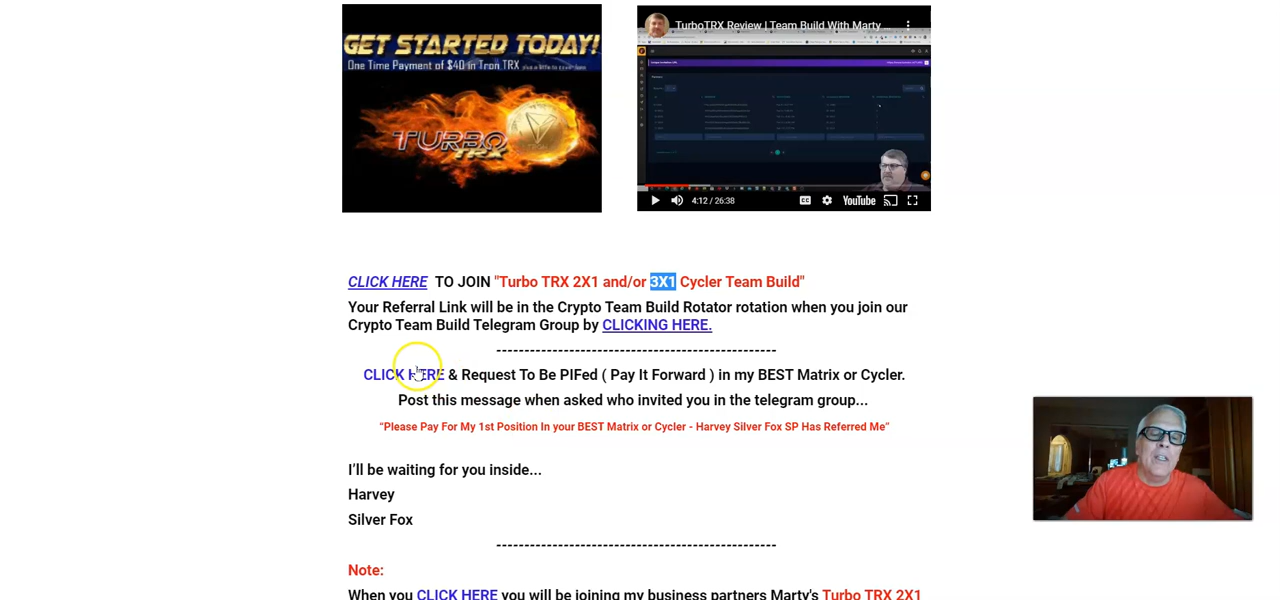 GET STARTED TODAY!
One Time Payment of $40 in Tron TRX
TURBO
TRX
TurboTRX Review | Team Build With Marty
4:12 / 26:38
CC
YouTube
CLICK HERE TO JOIN "Turbo TRX 2X1 and/or 3X1 Cycler Team Build"
Your Referral Link will be in the Crypto Team Build Rotator rotation when you join our
Crypto Team Build Telegram Group by CLICKING HERE.
--------------------------------------------------
CLICK HERE & Request To Be PIFed ( Pay It Forward ) in my BEST Matrix or Cycler.
Post this message when asked who invited you in the telegram group...
“Please Pay For My 1st Position In your BEST Matrix or Cycler - Harvey Silver Fox SP Has Referred Me”
I’ll be waiting for you inside...
Harvey
Silver Fox
--------------------------------------------------
Note:
When you CLICK HERE you will be joining my business partners Marty's Turbo TRX 2X1